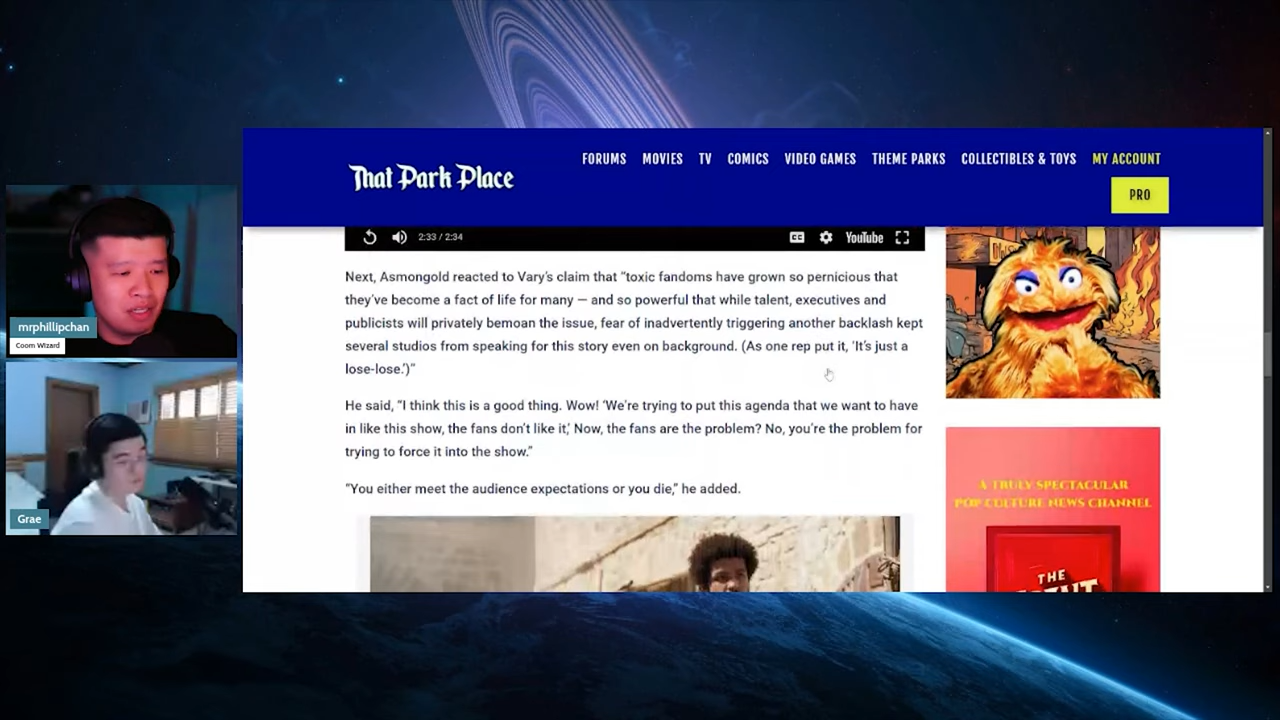 FORUMS MOVIES TV COMICS VIDEO GAMES THEME PARKS COLLECTIBLES & TOYS MY ACCOUNT
That Park Place
PRO
2:33 / 2:34
CC
YouTube
Next, Asmongold reacted to Vary's claim that “toxic fandoms have grown so pernicious that
they've become a fact of life for many — and so powerful that while talent, executives and
publicists will privately bemoan the issue, fear of inadvertently triggering another backlash kept
several studios from speaking for this story even on background. (As one rep put it, ‘It's just a
lose-lose.’)”
He said, “I think this is a good thing. Wow! ‘We're trying to put this agenda that we want to have
in like this show, the fans don't like it,’ Now, the fans are the problem? No, you're the problem for
trying to force it into the show.”
“You either meet the audience expectations or you die,” he added.
A TRULY SPECTACULAR
POP CULTURE NEWS CHANNEL
THE
mrphillipchan
Coom Wizard
Grae